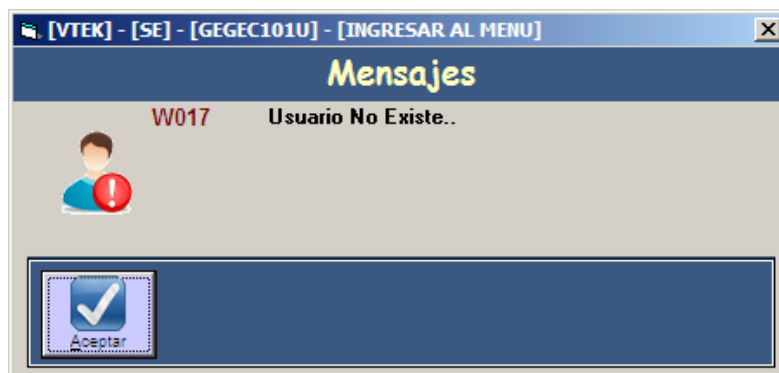 [VTEK] - [SE] - [GEGEC101U] - [INGRESAR AL MENU]
Mensajes
W017 Usuario No Existe..
Aceptar